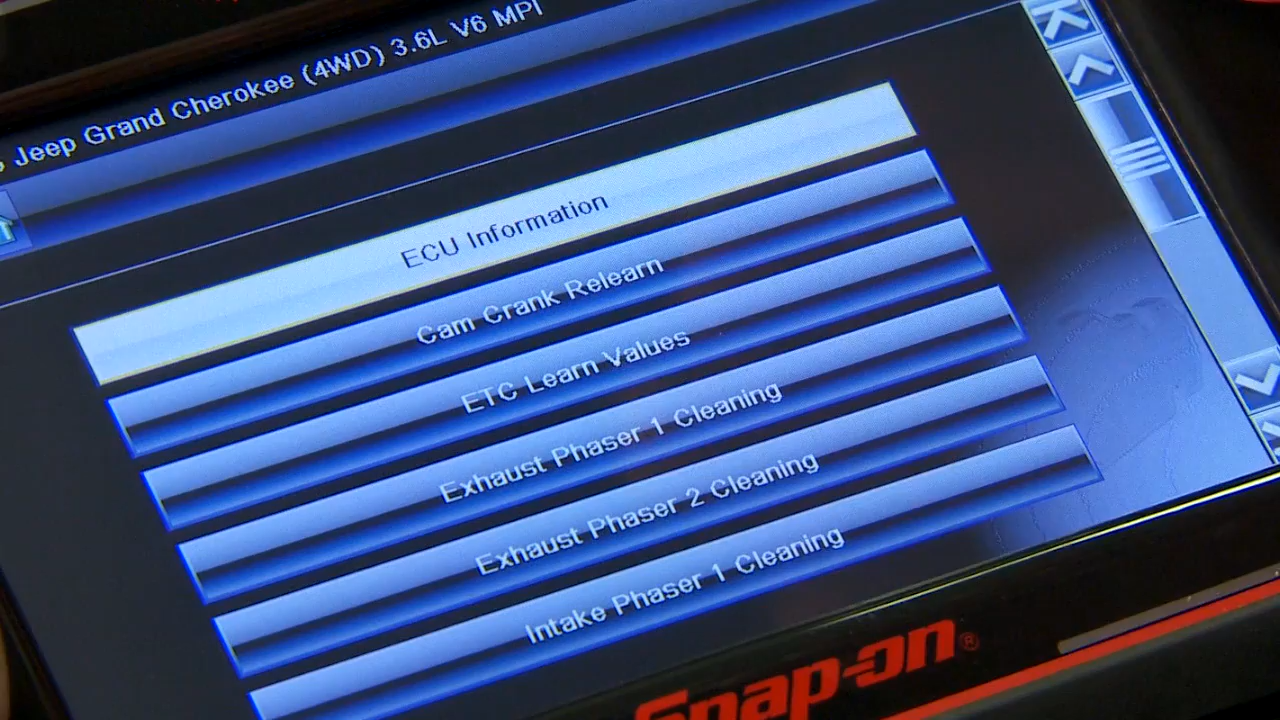 Jeep Grand Cherokee (4WD) 3.6L V6 MPI
ECU Information
Cam Crank Relearn
ETC Learn Values
Exhaust Phaser 1 Cleaning
Exhaust Phaser 2 Cleaning
Intake Phaser 1 Cleaning
Snap-on®